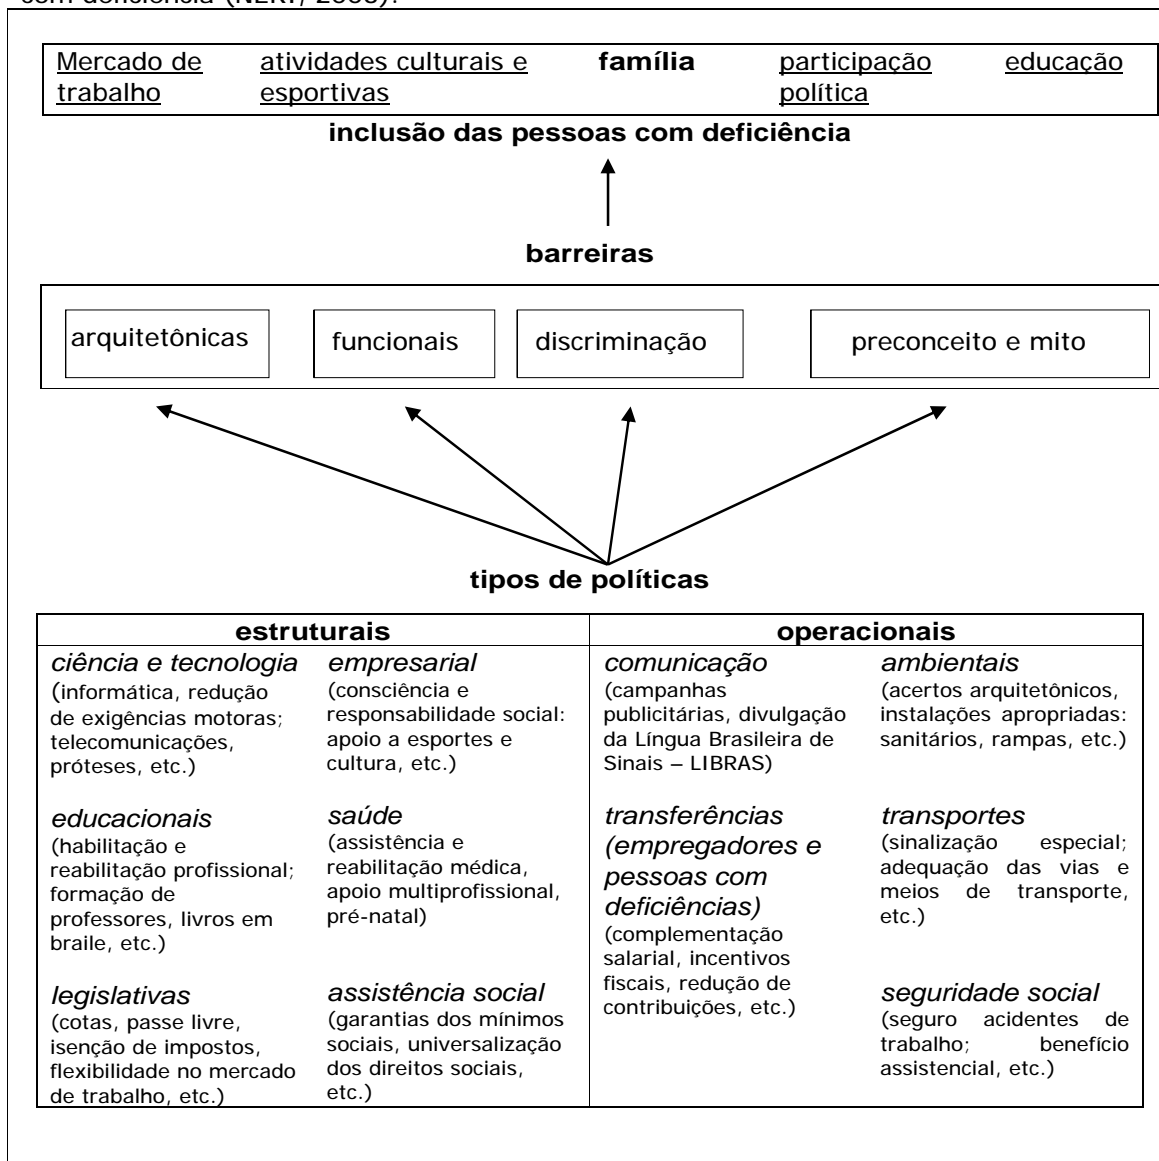 com deficiência (NERI, 2003).
Mercado de trabalho
atividades culturais e esportivas
família
participação política
educação
inclusão das pessoas com deficiência
barreiras
arquitetônicas
funcionais
discriminação
preconceito e mito
tipos de políticas
estruturais
operacionais
ciência e tecnologia
(informática, redução
de exigências motoras;
telecomunicações,
próteses, etc.)
empresarial
(consciência e
responsabilidade social:
apoio a esportes e
cultura, etc.)
educacionais
(habilitação e
reabilitação profissional;
formação de
professores, livros em
braile, etc.)
saúde
(assistência e
reabilitação médica,
apoio multiprofissional,
pré-natal)
legislativas
(cotas, passe livre,
isenção de impostos,
flexibilidade no mercado
de trabalho, etc.)
assistência social
(garantias dos mínimos
sociais, universalização
dos direitos sociais,
etc.)
comunicação
(campanhas
publicitárias, divulgação
da Língua Brasileira de
Sinais – LIBRAS)
ambientais
(acertos arquitetônicos,
instalações apropriadas:
sanitários, rampas, etc.)
transferências
(empregadores e
pessoas com
deficiências)
(complementação
salarial, incentivos
fiscais, redução de
contribuições, etc.)
transportes
(sinalização especial;
adequação das vias e
meios de transporte,
etc.)
seguridade social
(seguro acidentes de
trabalho; benefício
assistencial, etc.)